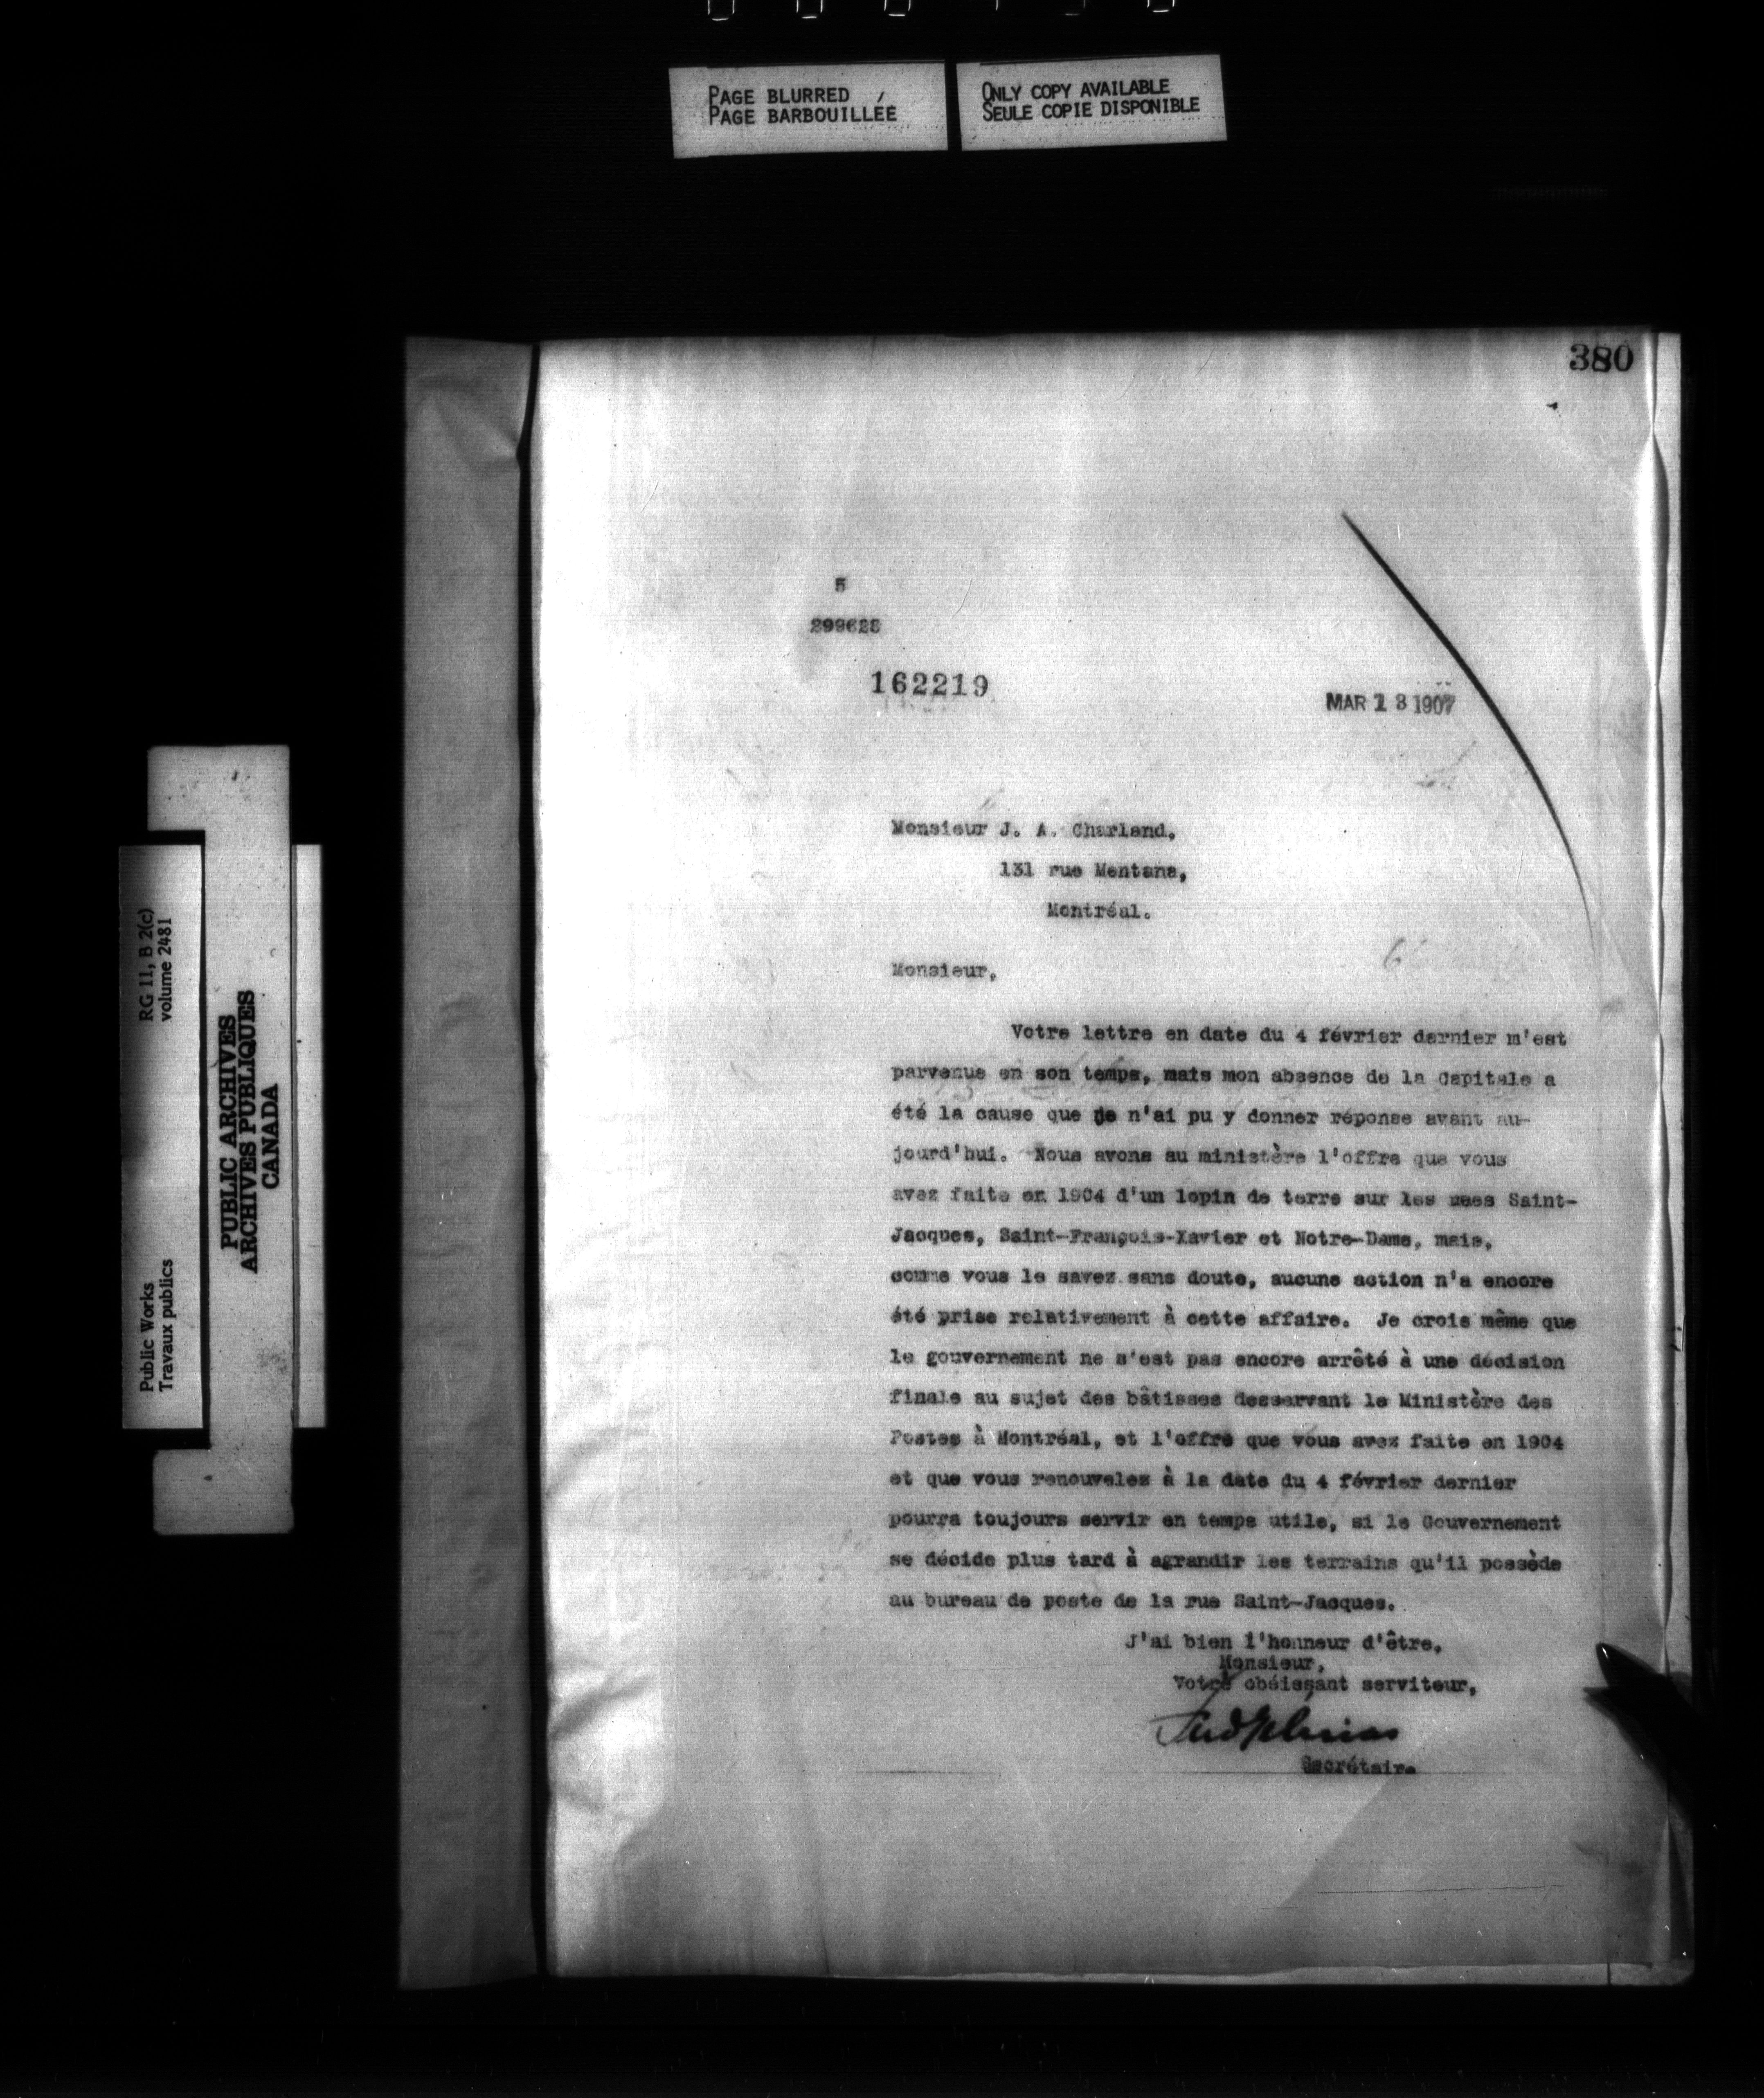 PAGE BLURRED
PAGE BARBOUILLÉE
ONLY COPY AVAILABLE
SEULE COPIE DISPONIBLE
380
5
299628
162219
MAR 13 1907
Monsieur J. A. Charland,
131 rue Mentana,
Montréal.
Monsieur,
Votre lettre en date du 4 février dernier m'est
parvenue en son temps, mais mon absence de la Capitale a
été la cause que je n'ai pu y donner réponse avant au-
jourd'hui. Nous avons au ministère l'offre que vous
avez faite en 1904 d'un lopin de terre sur les rues Saint-
Jacques, Saint-François-Xavier et Notre-Dame, mais,
comme vous le savez sans doute, aucune action n'a encore
été prise relativement à cette affaire. Je crois même que
le gouvernement ne s'est pas encore arrêté à une décision
finale au sujet des bâtisses desservant le Ministère des
Postes à Montréal, et l'offre que vous avez faite en 1904
et que vous renouvelez à la date du 4 février dernier
pourra toujours servir en temps utile, si le Gouvernement
se décide plus tard à agrandir les terrains qu'il possède
au bureau de poste de la rue Saint-Jacques.
J'ai bien l'honneur d'être,
Monsieur,
Votre obéissant serviteur,
Secrétaire
RG 11, B 2(c)
volume 2481
PUBLIC ARCHIVES
ARCHIVES PUBLIQUES
CANADA
Public Works
Travaux publics